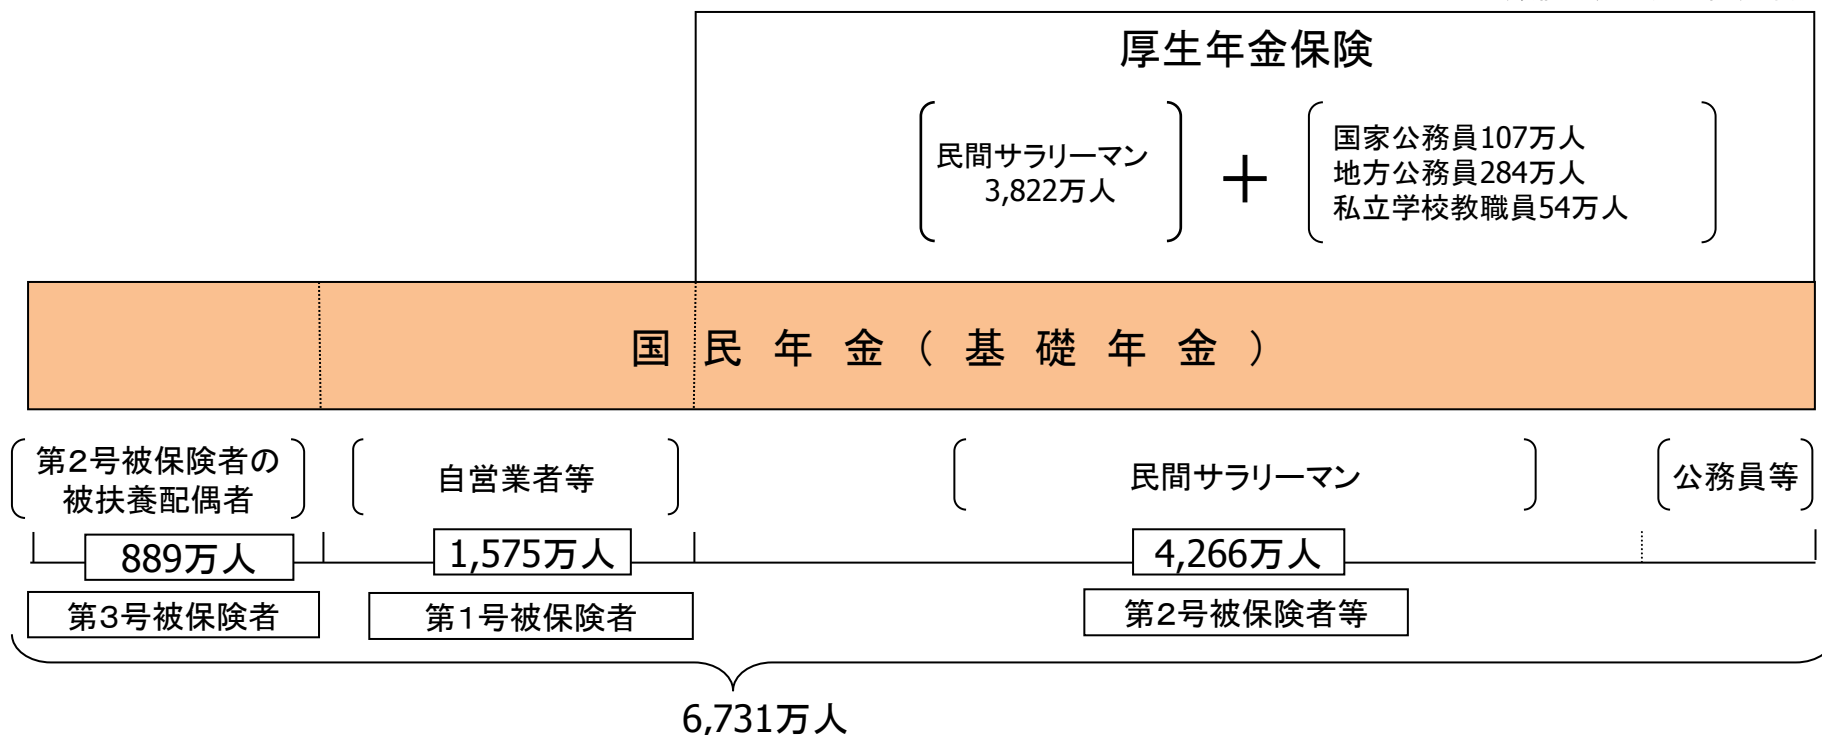 厚生年金保険
民間サラリーマン
3,822万人
＋
国家公務員107万人
地方公務員284万人
私立学校教職員54万人
国民年金（基礎年金）
第２号被保険者の
被扶養配偶者
自営業者等
民間サラリーマン
公務員等
889万人
1,575万人
4,266万人
第３号被保険者
第１号被保険者
第２号被保険者等
6,731万人